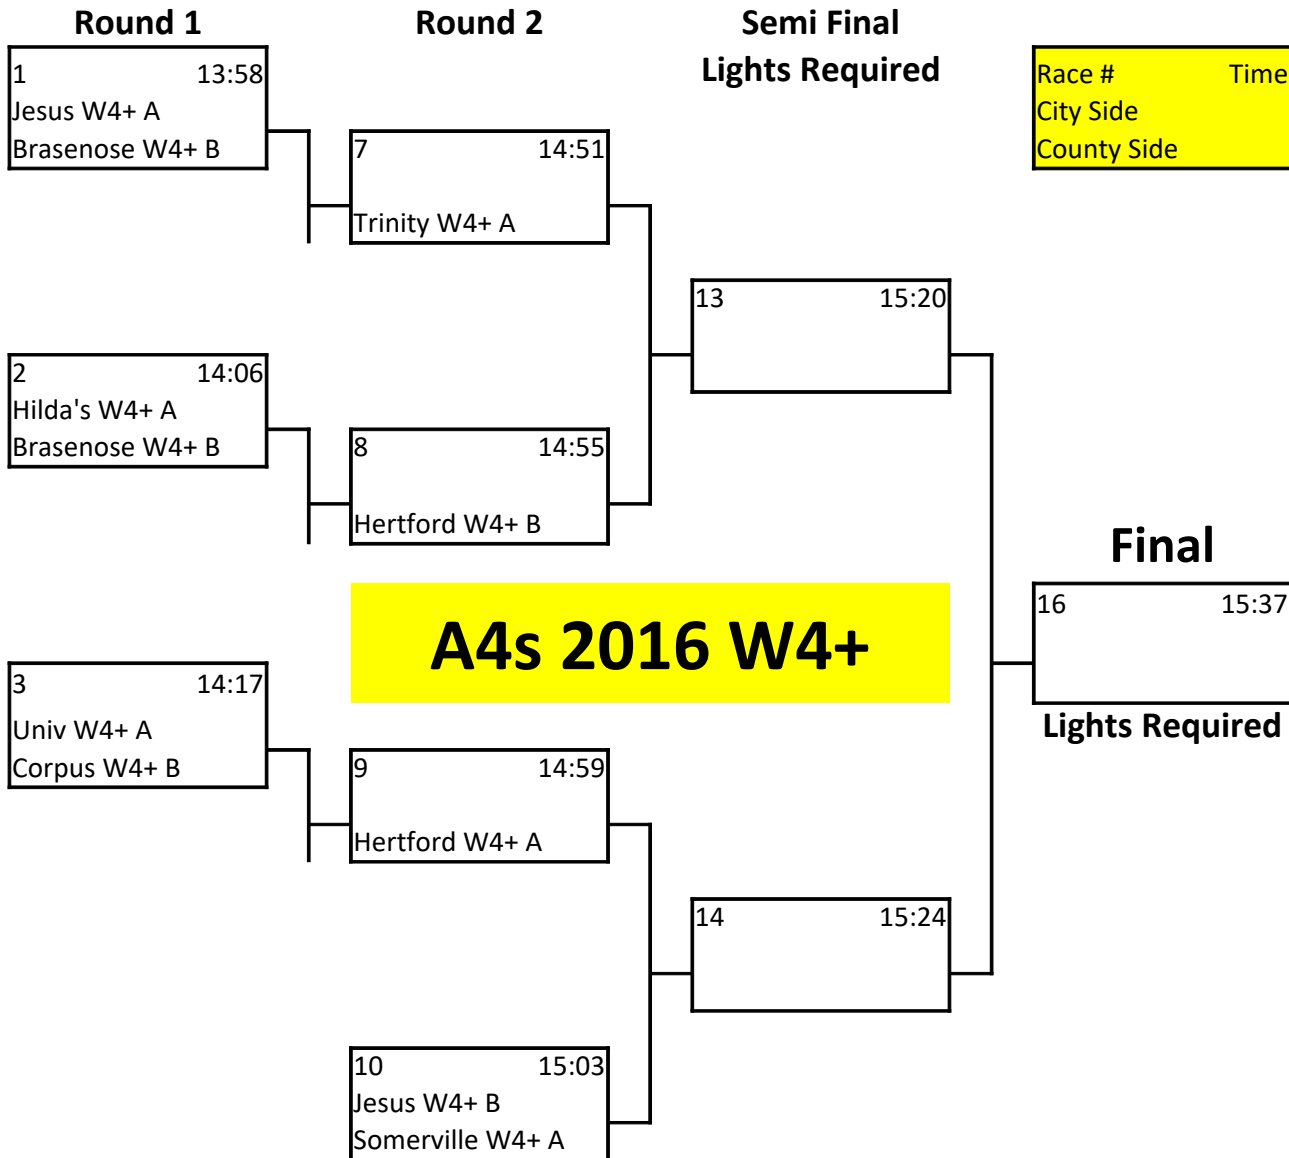 Round 1
Round 2
Semi Final
Lights Required
Race # Time
City Side
County Side
1 13:58
Jesus W4+ A
Brasenose W4+ B
7 14:51
Trinity W4+ A
13 15:20
2 14:06
Hilda's W4+ A
Brasenose W4+ B
8 14:55
Hertford W4+ B
Final
16 15:37
Lights Required
A4s 2016 W4+
3 14:17
Univ W4+ A
Corpus W4+ B
9 14:59
Hertford W4+ A
14 15:24
10 15:03
Jesus W4+ B
Somerville W4+ A